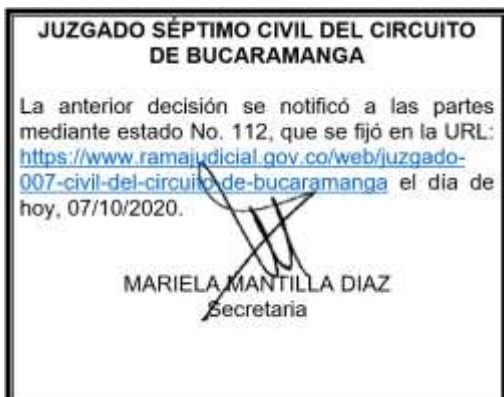 JUZGADO SÉPTIMO CIVIL DEL CIRCUITO
DE BUCARAMANGA
La anterior decisión se notificó a las partes
mediante estado No. 112, que se fijó en la URL:
https://www.ramajudicial.gov.co/web/juzgado-
007-civil-del-circuito-de-bucaramanga el día de
hoy, 07/10/2020.
MARIELA MANTILLA DIAZ
Secretaria